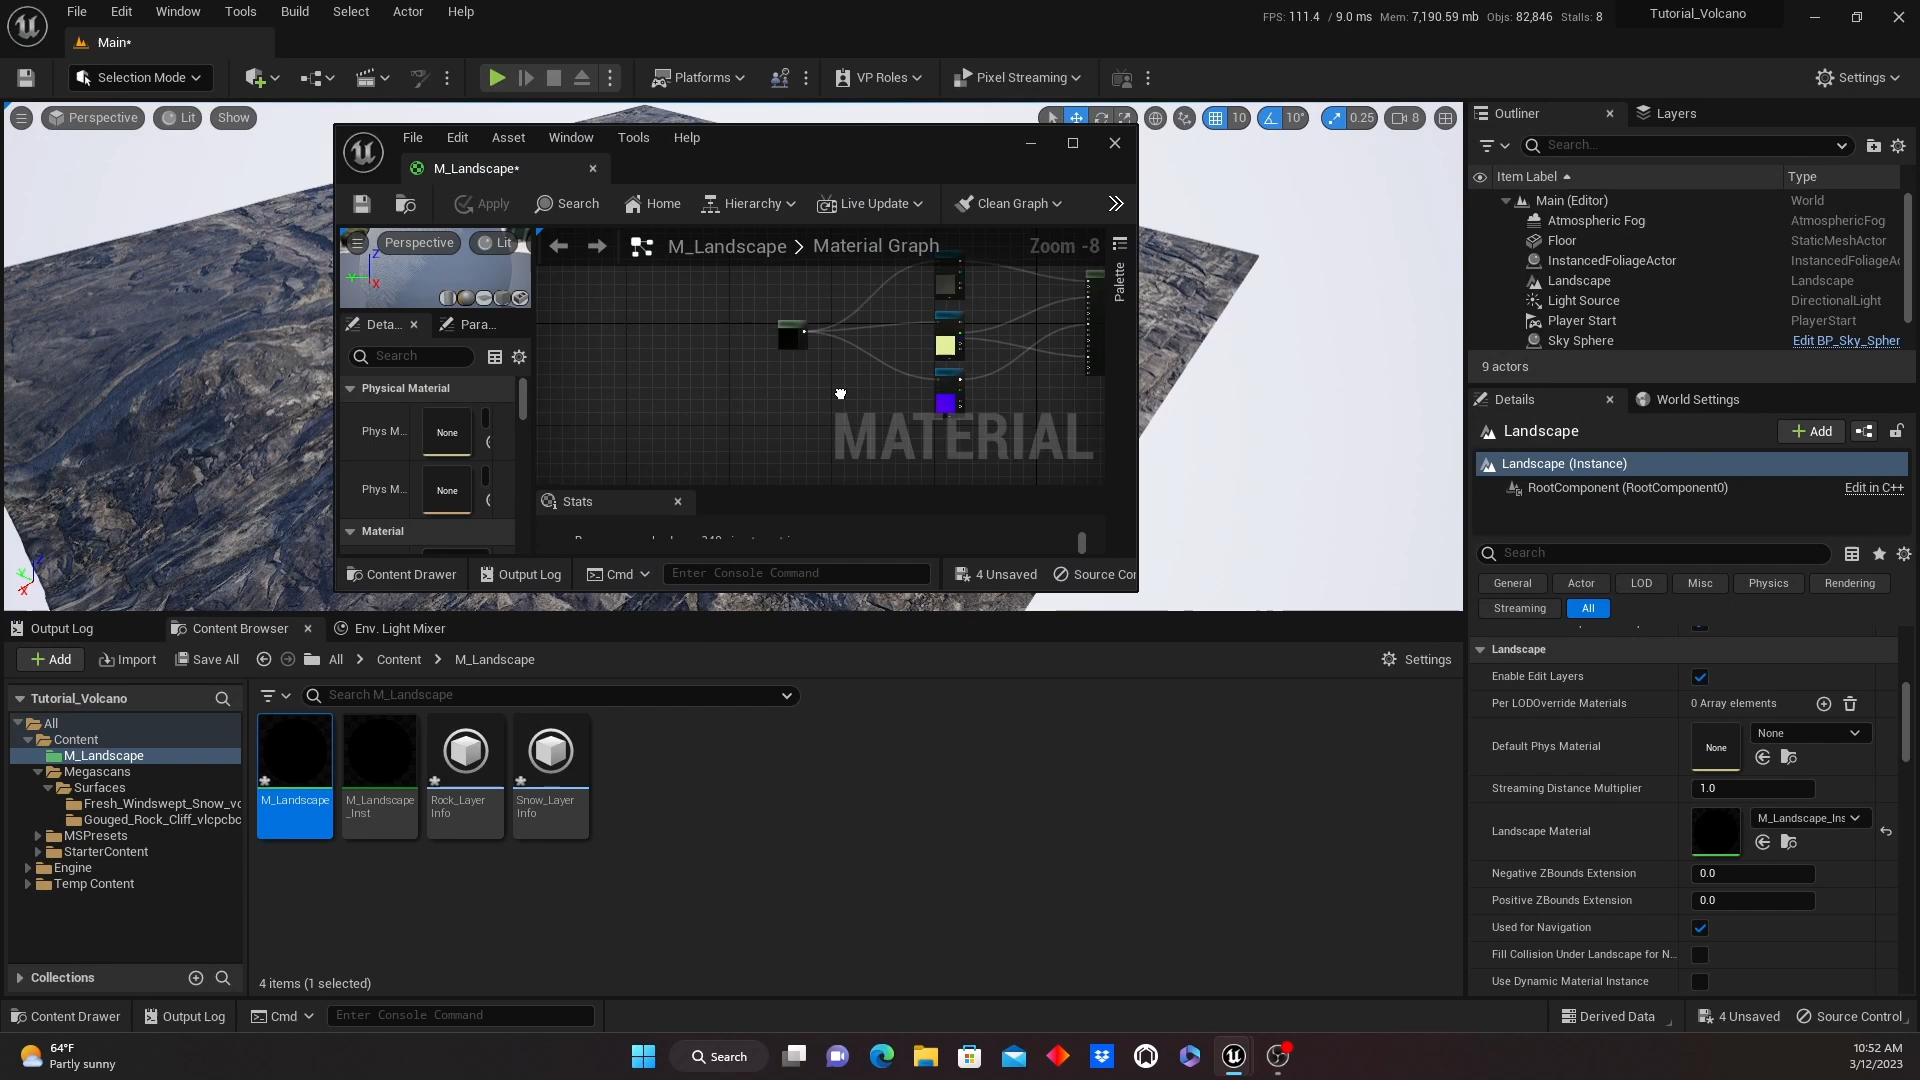 File Edit Window Tools Build Select Actor Help
FPS: 111.4 / 9.0 ms Mem: 7,190.59 mb Objs: 82,846 Stalls: 8
Tutorial_Volcano
Main*
Selection Mode
Platforms
VP Roles
Pixel Streaming
Settings
Perspective
Lit
Show
10
10°
0.25
8
File Edit Asset Window Tools Help
M_Landscape*
Apply
Search
Home
Hierarchy
Live Update
Clean Graph
Perspective
Lit
M_Landscape > Material Graph
Zoom -8
Palette
Deta...
Para...
Search
Physical Material
Phys M...
None
Phys M...
None
Material
MATERIAL
Stats
Content Drawer
Output Log
Cmd
Enter Console Command
4 Unsaved
Source Cor
Outliner
Layers
Search...
Item Label
Type
Main (Editor)
World
Atmospheric Fog
AtmosphericFog
Floor
StaticMeshActor
InstancedFoliageActor
InstancedFoliageAc
Landscape
Landscape
Light Source
DirectionalLight
Player Start
PlayerStart
Sky Sphere
Edit BP_Sky_Spher
9 actors
Details
World Settings
Landscape
Add
Landscape (Instance)
RootComponent (RootComponent0)
Edit in C++
Search
General
Actor
LOD
Misc
Physics
Rendering
Streaming
All
Landscape
Enable Edit Layers
Per LODOverride Materials
0 Array elements
Default Phys Material
None
None
Streaming Distance Multiplier
1.0
Landscape Material
M_Landscape_Ins
Negative ZBounds Extension
0.0
Positive ZBounds Extension
0.0
Used for Navigation
Fill Collision Under Landscape for N...
Use Dynamic Material Instance
Output Log
Content Browser
Env. Light Mixer
Add
Import
Save All
All > Content > M_Landscape
Settings
Tutorial_Volcano
Search M_Landscape
All
Content
M_Landscape
Megascans
Surfaces
Fresh_Windswept_Snow_vc
Gouged_Rock_Cliff_vlcpcbc
MSPresets
StarterContent
Engine
Temp Content
M_Landscape
M_Landscape
_Inst
Rock_Layer
Info
Snow_Layer
Info
Collections
4 items (1 selected)
Content Drawer
Output Log
Cmd
Enter Console Command
Derived Data
4 Unsaved
Source Control
64°F
Partly sunny
Search
10:52 AM
3/12/2023